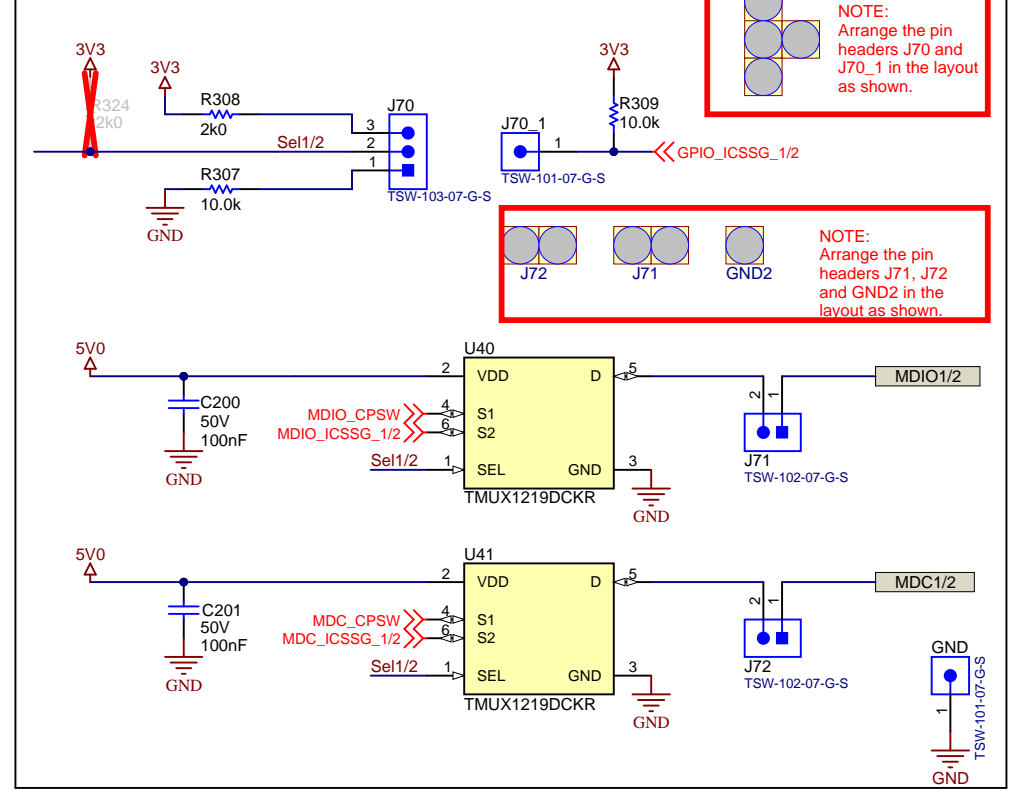 NOTE:
Arrange the pin
headers J70 and
J70_1 in the layout
as shown.
3V3
R324
2k0
3V3
R308
2k0
Sel1/2
R307
10.0k
GND
J70
3
2
1
TSW-103-07-G-S
J70_1
1
TSW-101-07-G-S
3V3
R309
10.0k
GPIO_ICSSG_1/2
J72
J71
GND2
NOTE:
Arrange the pin
headers J71, J72
and GND2 in the
layout as shown.
5V0
C200
50V
100nF
GND
U40
2
VDD
D
5
MDIO_CPSW
4
S1
MDIO_ICSSG_1/2
6
S2
Sel1/2
1
SEL
GND
3
TMUX1219DCKR
GND
2
1
J71
TSW-102-07-G-S
MDIO1/2
5V0
C201
50V
100nF
GND
U41
2
VDD
D
5
MDC_CPSW
4
S1
MDC_ICSSG_1/2
6
S2
Sel1/2
1
SEL
GND
3
TMUX1219DCKR
GND
2
1
J72
TSW-102-07-G-S
MDC1/2
GND
1
TSW-101-07-G-S
GND